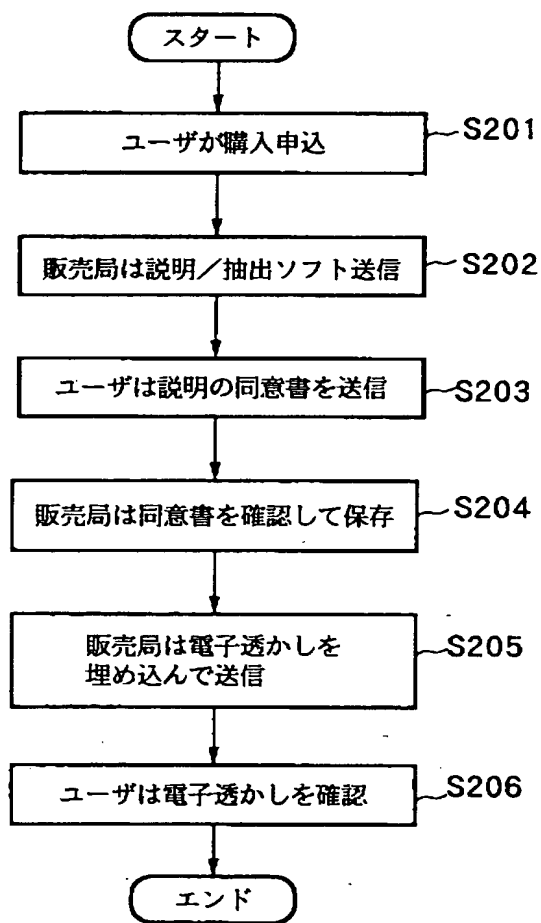 スタート
ユーザが購入申込
S201
販売局は説明/抽出ソフト送信
S202
ユーザは説明の同意書を送信
S203
販売局は同意書を確認して保存
S204
販売局は電子透かしを
埋め込んで送信
S205
ユーザは電子透かしを確認
S206
エンド